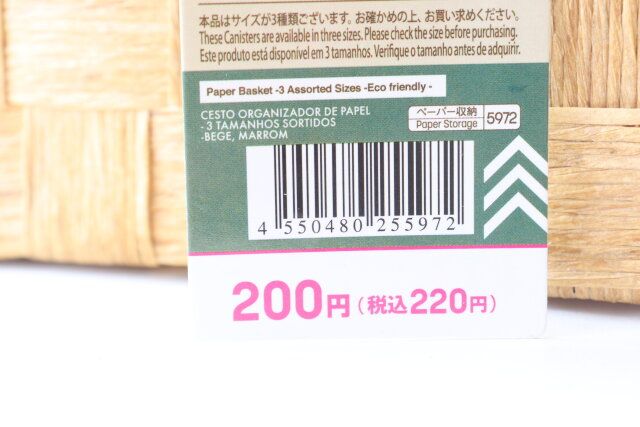 本品はサイズが3種類ございます。お確かめの上、お買い求めください。
These Canisters are available in three sizes. Please check the size before purchasing.
Este produto está disponível em 3 tamanhos. Verifique o tamanho antes de adquirir.
Paper Basket -3 Assorted Sizes -Eco friendly -
CESTO ORGANIZADOR DE PAPEL
- 3 TAMANHOS SORTIDOS
-BEGE, MARROM
ペーパー収納
Paper Storage
5972
4 550480 255972
200円(税込220円)